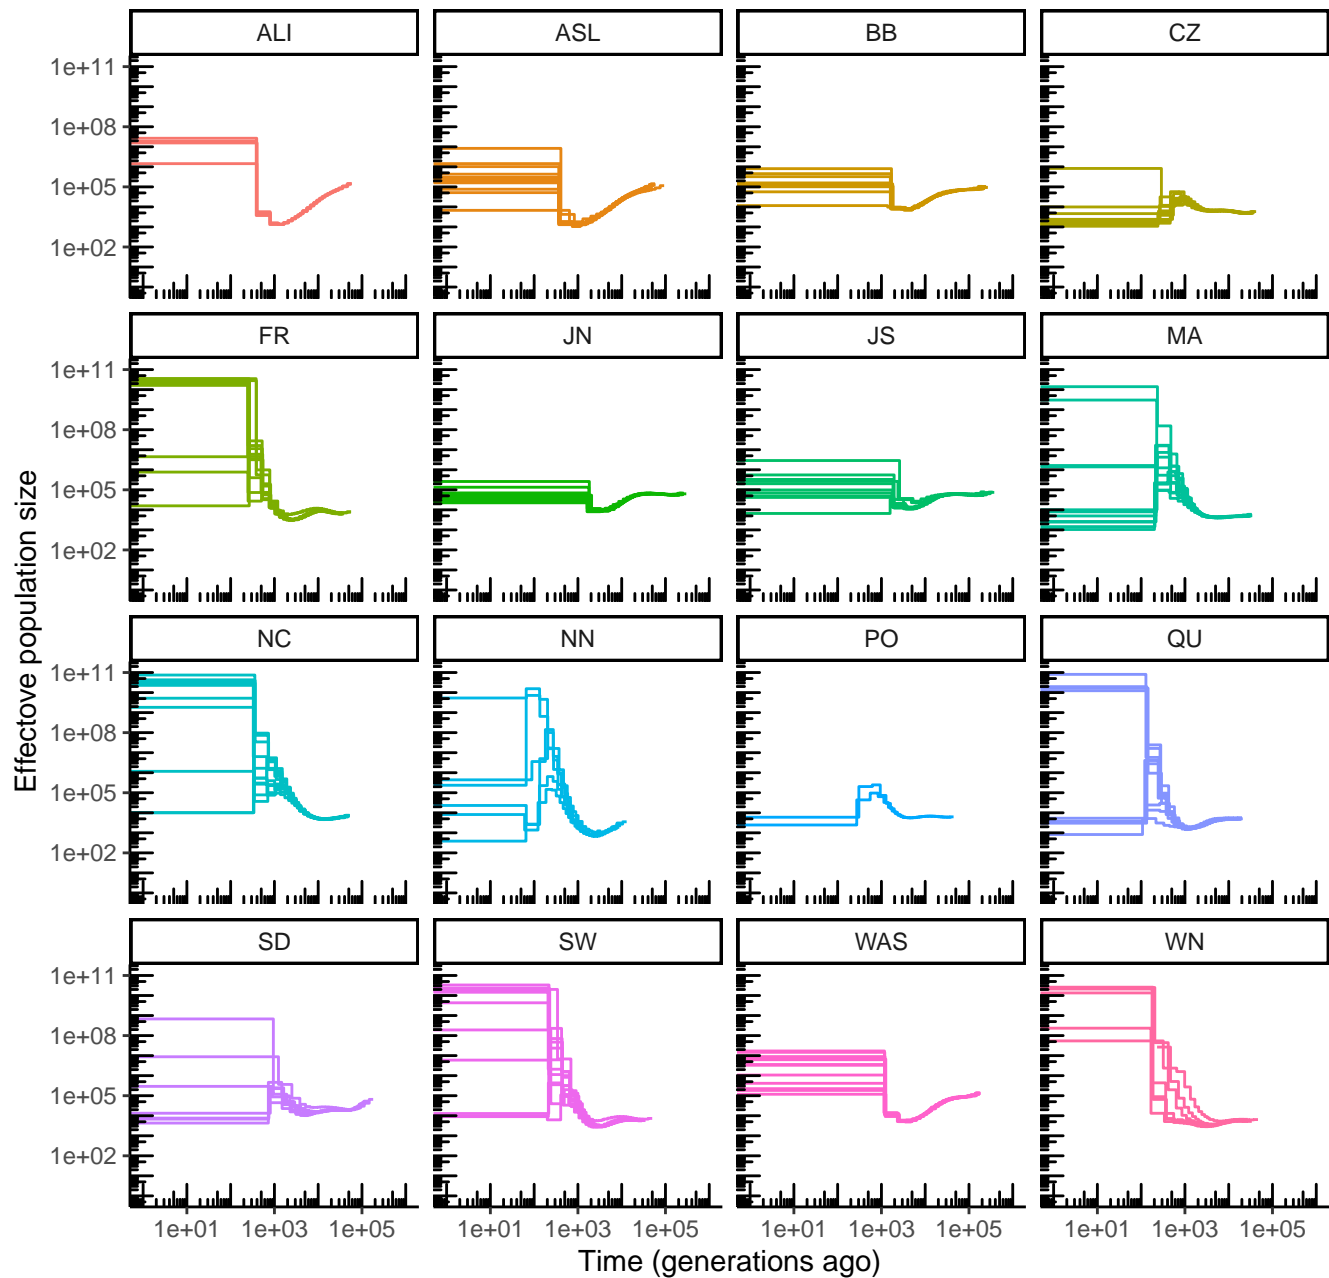 ALI ASL BB CZ
1e+11
1e+08
1e+05
1e+02
FR JN JS MA
1e+11
1e+08
1e+05
1e+02
NC NN PO QU
1e+11
1e+08
1e+05
1e+02
SD SW WAS WN
1e+11
1e+08
1e+05
1e+02
1e+01 1e+03 1e+05 1e+01 1e+03 1e+05 1e+01 1e+03 1e+05 1e+01 1e+03 1e+05
Time (generations ago)
Effectove population size